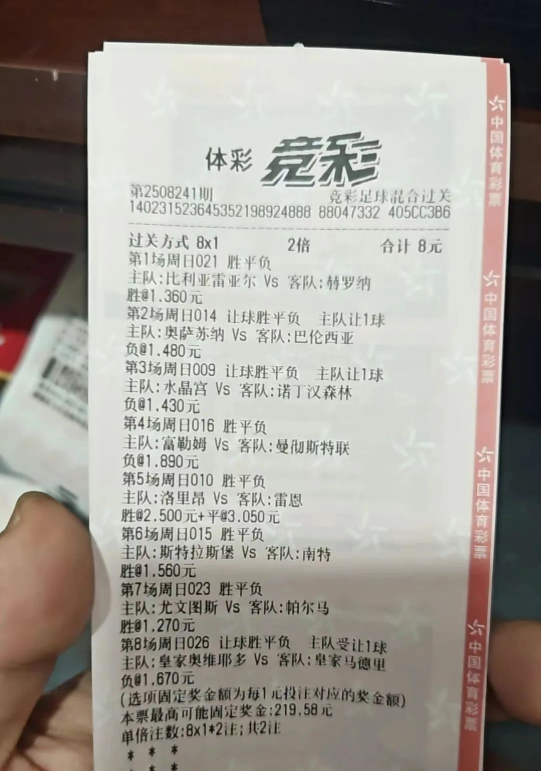 体彩 竞彩
第2508241期 竞彩足球混合过关
140231523645352198924888 88047332 405CC3B6
过关方式 8x1 2倍 合计 8元
第1场周日021 胜平负
主队:比利亚雷亚尔 Vs 客队:赫罗纳
胜@1.360元
第2场周日014 让球胜平负 主队让1球
主队:奥萨苏纳 Vs 客队:巴伦西亚
负@1.480元
第3场周日009 让球胜平负 主队让1球
主队:水晶宫 Vs 客队:诺丁汉森林
负@1.430元
第4场周日016 胜平负
主队:富勒姆 Vs 客队:曼彻斯特联
负@1.890元
第5场周日010 胜平负
主队:洛里昂 Vs 客队:雷恩
胜@2.500元+平@3.050元
第6场周日015 胜平负
主队:斯特拉斯堡 Vs 客队:南特
胜@1.560元
第7场周日023 胜平负
主队:尤文图斯 Vs 客队:帕尔马
胜@1.270元
第8场周日026 让球胜平负 主队受让1球
主队:皇家奥维耶多 Vs 客队:皇家马德里
负@1.670元
(选项固定奖金额为每1元投注对应的奖金额)
本票最高可能固定奖金:219.58元
单倍注数:8x1*2注;共2注
* * *
* * *
中国体育彩票
中国体育彩票
中国体育彩票
中国体育彩票